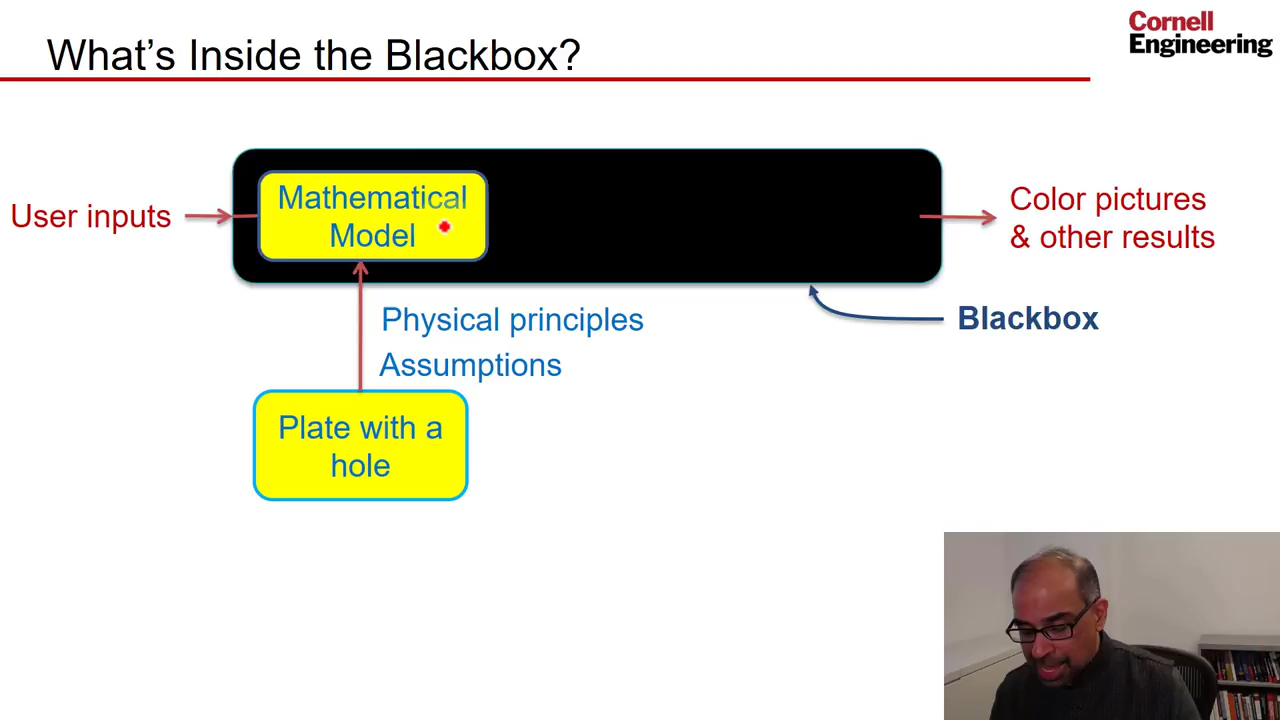 What's Inside the Blackbox?
Cornell
Engineering
User inputs
Mathematical
Model
Color pictures
& other results
Physical principles
Assumptions
Blackbox
Plate with a
hole